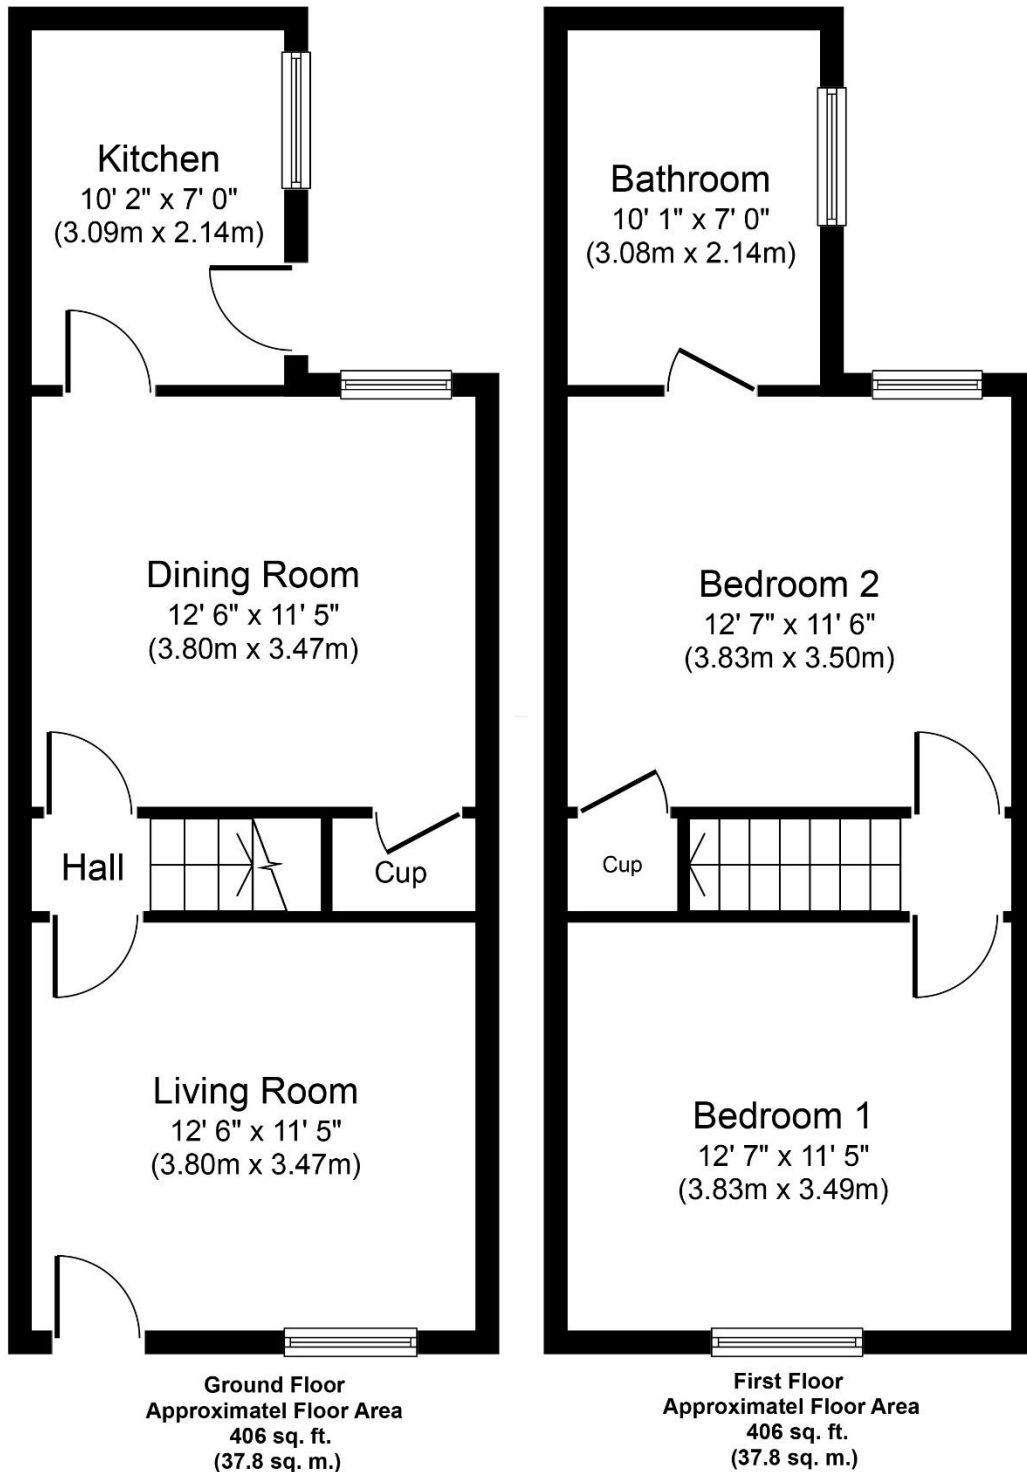 Kitchen
10' 2" x 7' 0"
(3.09m x 2.14m)
Dining Room
12' 6" x 11' 5"
(3.80m x 3.47m)
Hall
Cup
Living Room
12' 6" x 11' 5"
(3.80m x 3.47m)
Ground Floor
Approximatel Floor Area
406 sq. ft.
(37.8 sq. m.)
Bathroom
10' 1" x 7' 0"
(3.08m x 2.14m)
Bedroom 2
12' 7" x 11' 6"
(3.83m x 3.50m)
Cup
Bedroom 1
12' 7" x 11' 5"
(3.83m x 3.49m)
First Floor
Approximatel Floor Area
406 sq. ft.
(37.8 sq. m.)